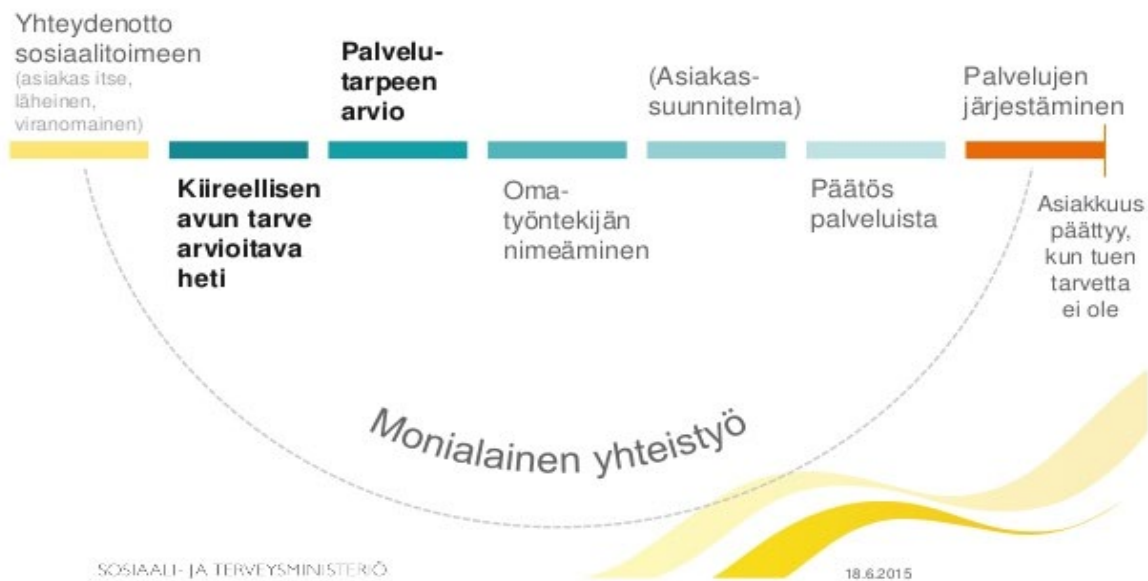 Yhteydenotto
sosiaalitoimeen
(asiakas itse,
läheinen,
viranomainen)
Kiireellisen
avun tarve
arvioitava
heti
Palvelu-
tarpeen
arvio
Oma-
työntekijän
nimeäminen
(Asiakas-
suunnitelma)
Päätös
palveluista
Palvelujen
järjestäminen
Asiakkuus
päättyy,
kun tuen
tarvetta
ei ole
Monialainen yhteistyö
SOSIAALI- JA TERVEYSMINISTERIÖ
18.6.2015